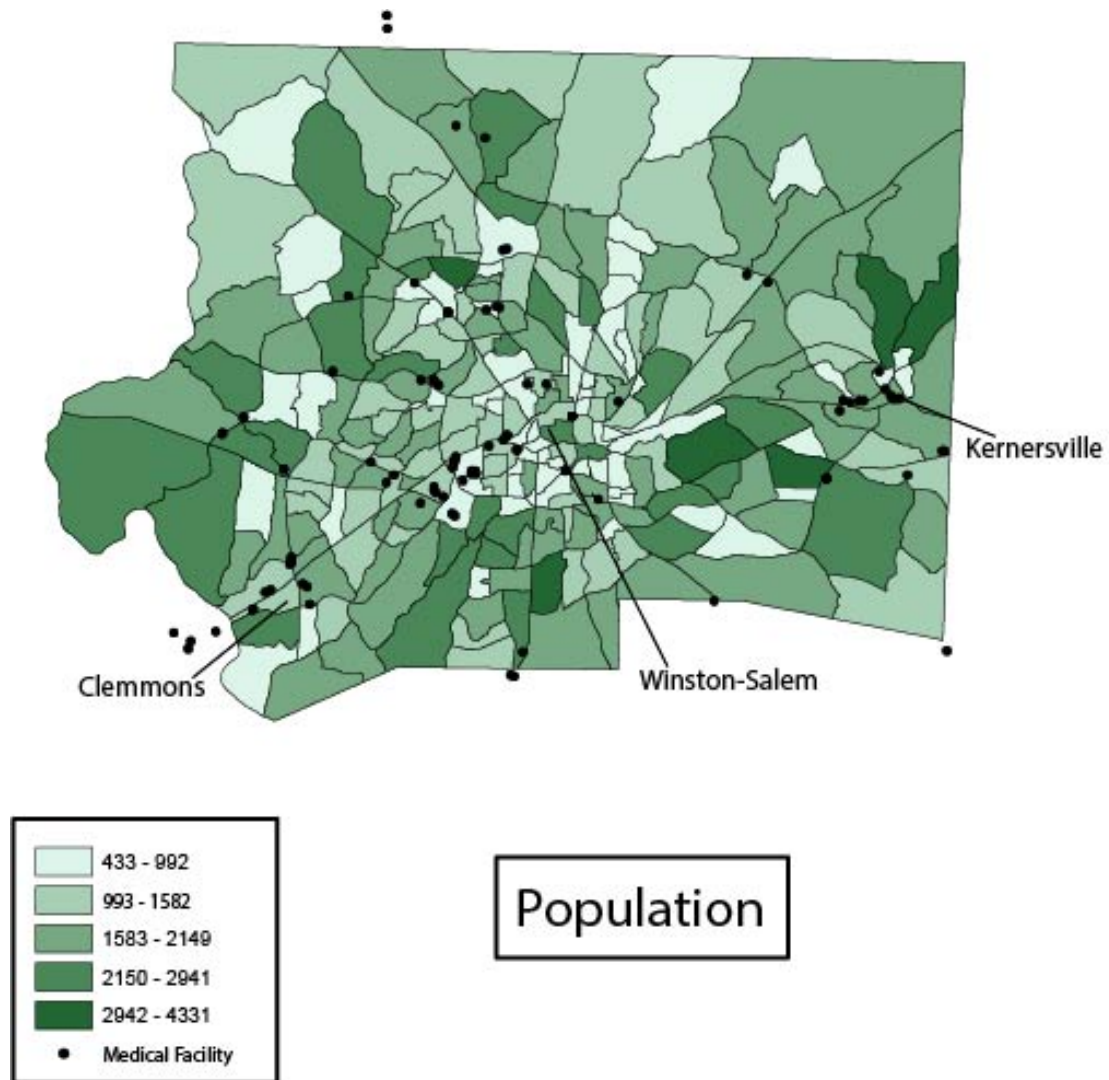 Kernersville
Clemmons
Winston-Salem
433 - 992
993 - 1582
1583 - 2149
2150 - 2941
2942 - 4331
Medical Facility
Population